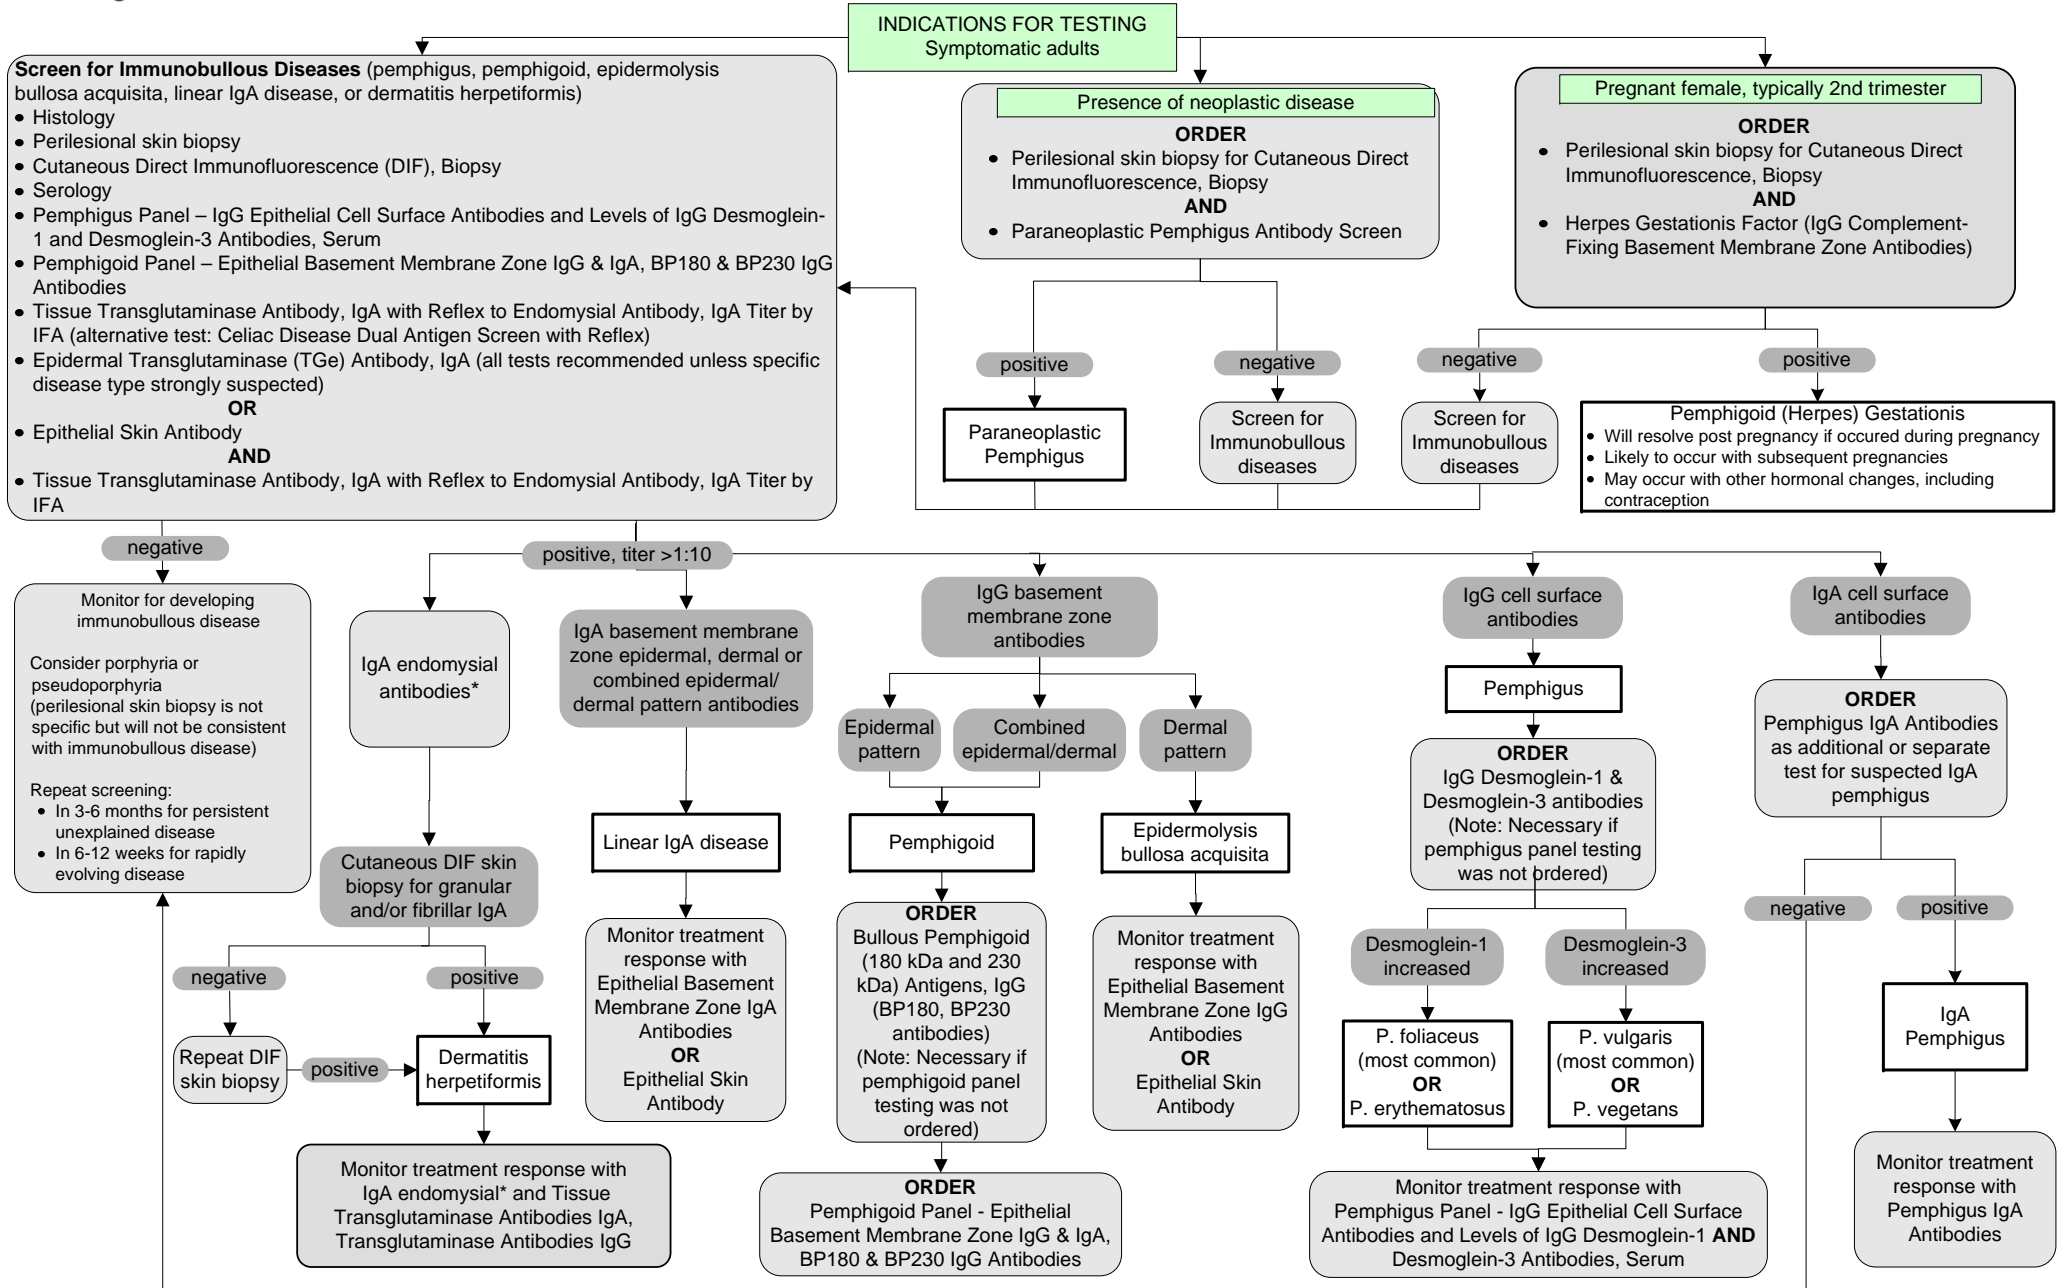 INDICATIONS FOR TESTING
Symptomatic adults
Screen for Immunobullous Diseases (pemphigus, pemphigoid, epidermolysis
bullosa acquisita, linear IgA disease, or dermatitis herpetiformis)
• Histology
• Perilesional skin biopsy
• Cutaneous Direct Immunofluorescence (DIF), Biopsy
• Serology
• Pemphigus Panel – IgG Epithelial Cell Surface Antibodies and Levels of IgG Desmoglein-
1 and Desmoglein-3 Antibodies, Serum
• Pemphigoid Panel – Epithelial Basement Membrane Zone IgG & IgA, BP180 & BP230 IgG
Antibodies
• Tissue Transglutaminase Antibody, IgA with Reflex to Endomysial Antibody, IgA Titer by
IFA (alternative test: Celiac Disease Dual Antigen Screen with Reflex)
• Epidermal Transglutaminase (TGe) Antibody, IgA (all tests recommended unless specific
disease type strongly suspected)
OR
• Epithelial Skin Antibody
AND
• Tissue Transglutaminase Antibody, IgA with Reflex to Endomysial Antibody, IgA Titer by
IFA
Presence of neoplastic disease
ORDER
• Perilesional skin biopsy for Cutaneous Direct
Immunofluorescence, Biopsy
AND
• Paraneoplastic Pemphigus Antibody Screen
Pregnant female, typically 2nd trimester
ORDER
• Perilesional skin biopsy for Cutaneous Direct
Immunofluorescence, Biopsy
AND
• Herpes Gestationis Factor (IgG Complement-
Fixing Basement Membrane Zone Antibodies)
positive
negative
negative
positive
Paraneoplastic
Pemphigus
Screen for
Immunobullous
diseases
Screen for
Immunobullous
diseases
Pemphigoid (Herpes) Gestationis
• Will resolve post pregnancy if occured during pregnancy
• Likely to occur with subsequent pregnancies
• May occur with other hormonal changes, including
contraception
negative
positive, titer >1:10
Monitor for developing
immunobullous disease
Consider porphyria or
pseudoporphyria
(perilesional skin biopsy is not
specific but will not be consistent
with immunobullous disease)
Repeat screening:
• In 3-6 months for persistent
unexplained disease
• In 6-12 weeks for rapidly
evolving disease
IgA endomysial
antibodies*
IgA basement membrane
zone epidermal, dermal or
combined epidermal/
dermal pattern antibodies
IgG basement
membrane zone
antibodies
IgG cell surface
antibodies
IgA cell surface
antibodies
Epidermal
pattern
Combined
epidermal/dermal
Dermal
pattern
Pemphigus
ORDER
Pemphigus IgA Antibodies
as additional or separate
test for suspected IgA
pemphigus
ORDER
IgG Desmoglein-1 &
Desmoglein-3 antibodies
(Note: Necessary if
pemphigus panel testing
was not ordered)
Cutaneous DIF skin
biopsy for granular
and/or fibrillar IgA
Linear IgA disease
Pemphigoid
Epidermolysis
bullosa acquisita
negative
positive
negative
positive
Repeat DIF
skin biopsy
positive
Dermatitis
herpetiformis
Monitor treatment response with
IgA endomysial* and Tissue
Transglutaminase Antibodies IgA,
Transglutaminase Antibodies IgG
Monitor treatment
response with
Epithelial Basement
Membrane Zone IgA
Antibodies
OR
Epithelial Skin
Antibody
ORDER
Bullous Pemphigoid
(180 kDa and 230
kDa) Antigens, IgG
(BP180, BP230
antibodies)
(Note: Necessary if
pemphigoid panel
testing was not
ordered)
ORDER
Pemphigoid Panel - Epithelial
Basement Membrane Zone IgG & IgA,
BP180 & BP230 IgG Antibodies
Monitor treatment
response with
Epithelial Basement
Membrane Zone IgG
Antibodies
OR
Epithelial Skin
Antibody
Desmoglein-1
increased
Desmoglein-3
increased
P. foliaceus
(most common)
OR
P. erythematosus
P. vulgaris
(most common)
OR
P. vegetans
Monitor treatment response with
Pemphigus Panel - IgG Epithelial Cell Surface
Antibodies and Levels of IgG Desmoglein-1 AND
Desmoglein-3 Antibodies, Serum
IgA
Pemphigus
Monitor treatment
response with
Pemphigus IgA
Antibodies